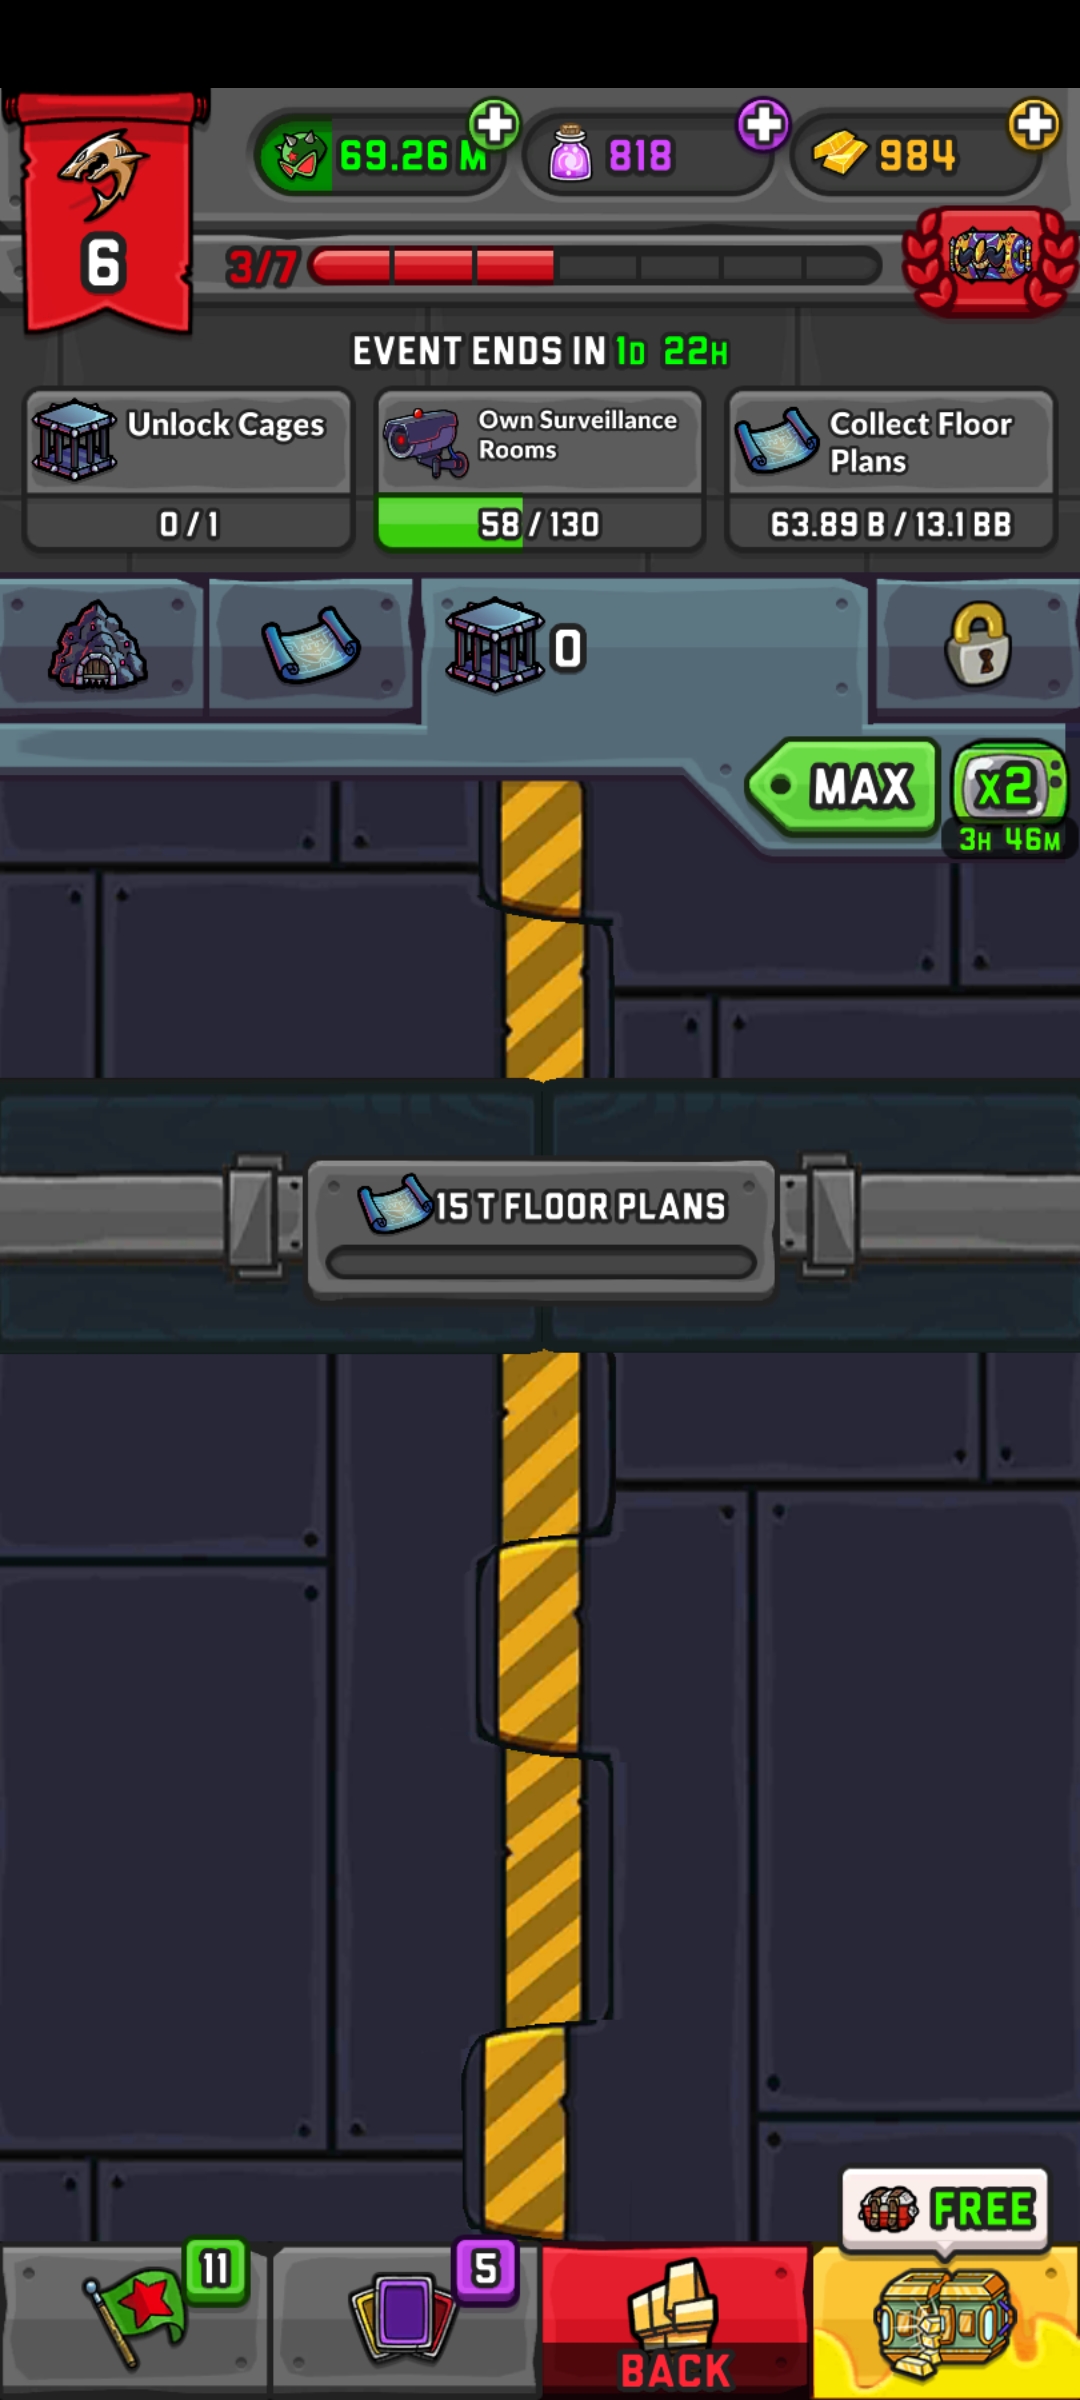 69.26 M
818
984
6
3/7
EVENT ENDS IN 1D 22H
Unlock Cages
0 / 1
Own Surveillance
Rooms
58 / 130
Collect Floor
Plans
63.89 B / 13.1 BB
0
MAX
x2
3H 46M
15 T FLOOR PLANS
FREE
11
5
BACK